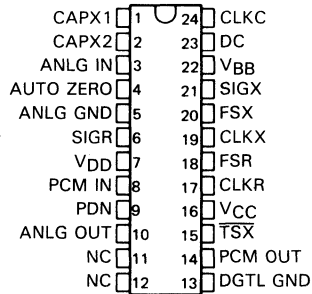 CAPX1 1 24 CLKC
CAPX2 2 23 DC
ANLG IN 3 22 VBB
AUTO ZERO 4 21 SIGX
ANLG GND 5 20 FSX
SIGR 6 19 CLKX
VDD 7 18 FSR
PCM IN 8 17 CLKR
PDN 9 16 VCC
ANLG OUT 10 15 TSX
NC 11 14 PCM OUT
NC 12 13 DGTL GND